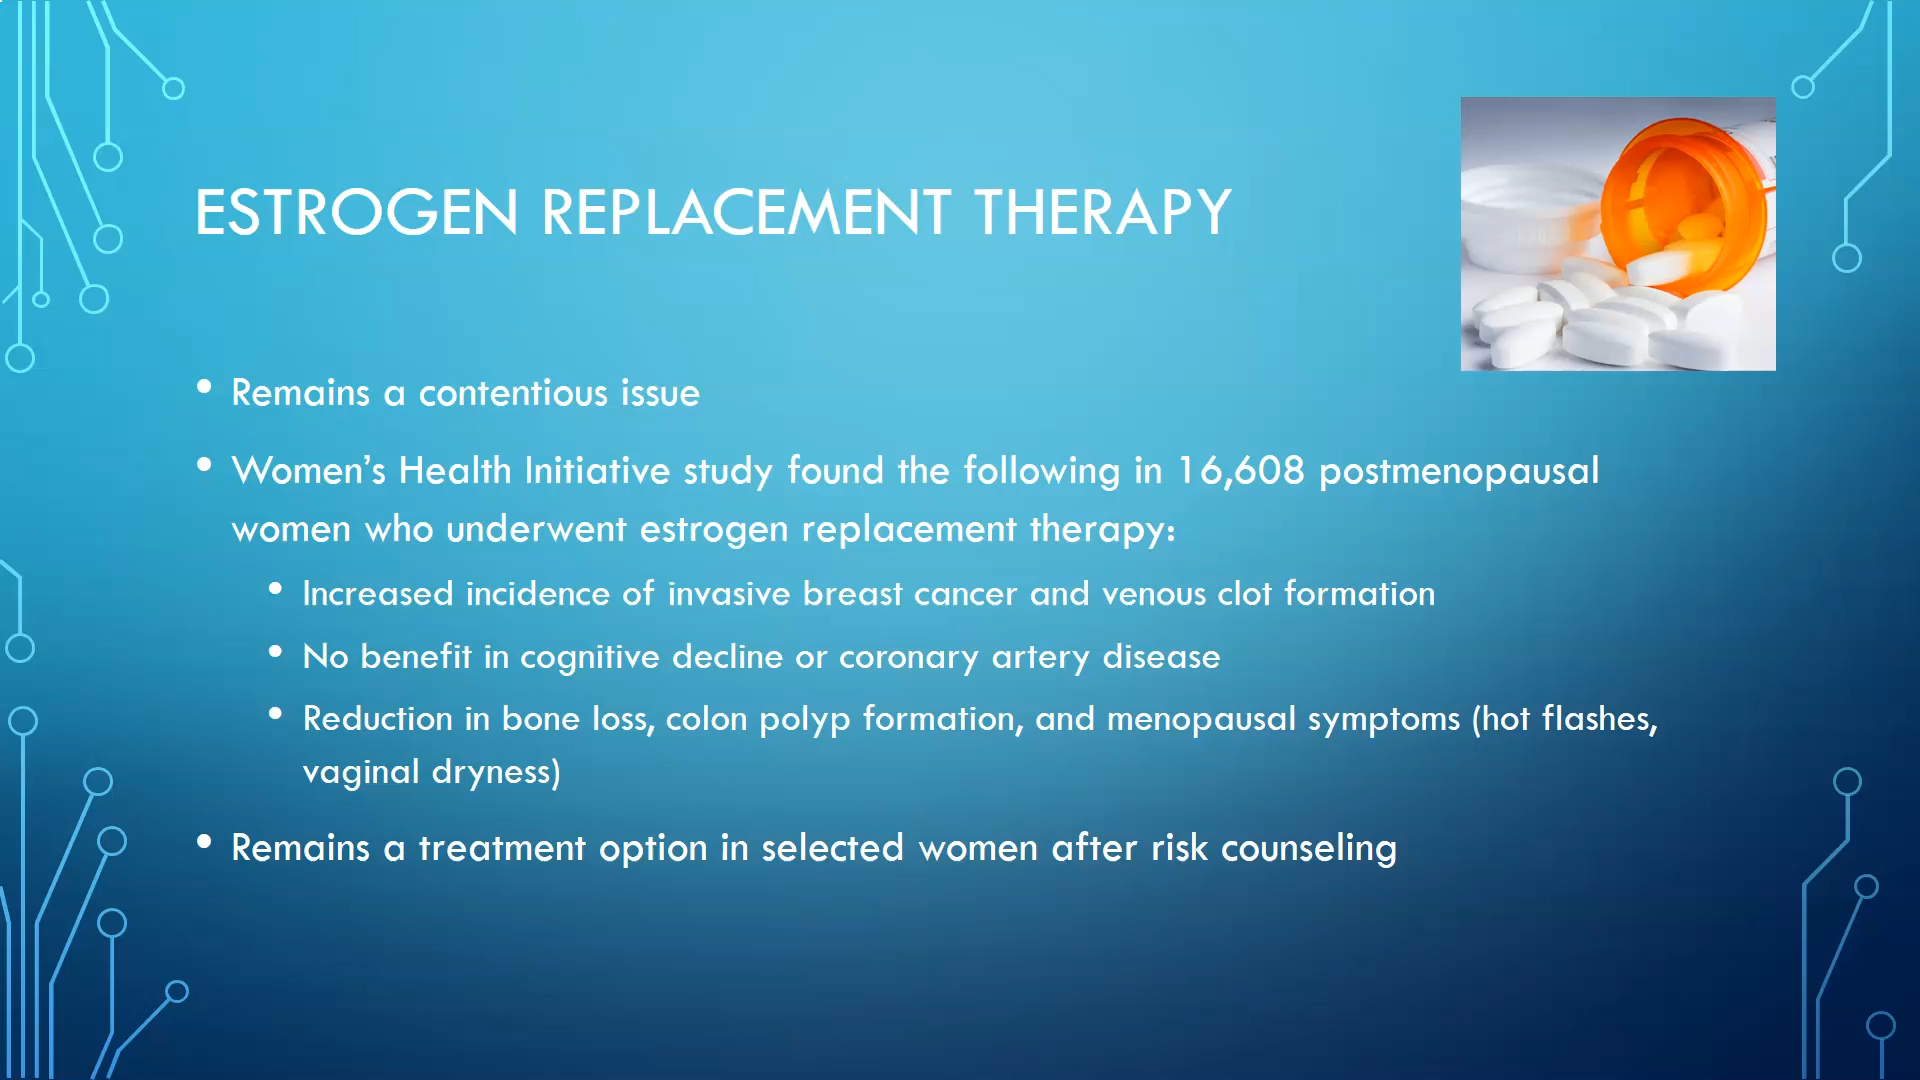 ESTROGEN REPLACEMENT THERAPY
• Remains a contentious issue
• Women’s Health Initiative study found the following in 16,608 postmenopausal
women who underwent estrogen replacement therapy:
• Increased incidence of invasive breast cancer and venous clot formation
• No benefit in cognitive decline or coronary artery disease
• Reduction in bone loss, colon polyp formation, and menopausal symptoms (hot flashes,
vaginal dryness)
• Remains a treatment option in selected women after risk counseling